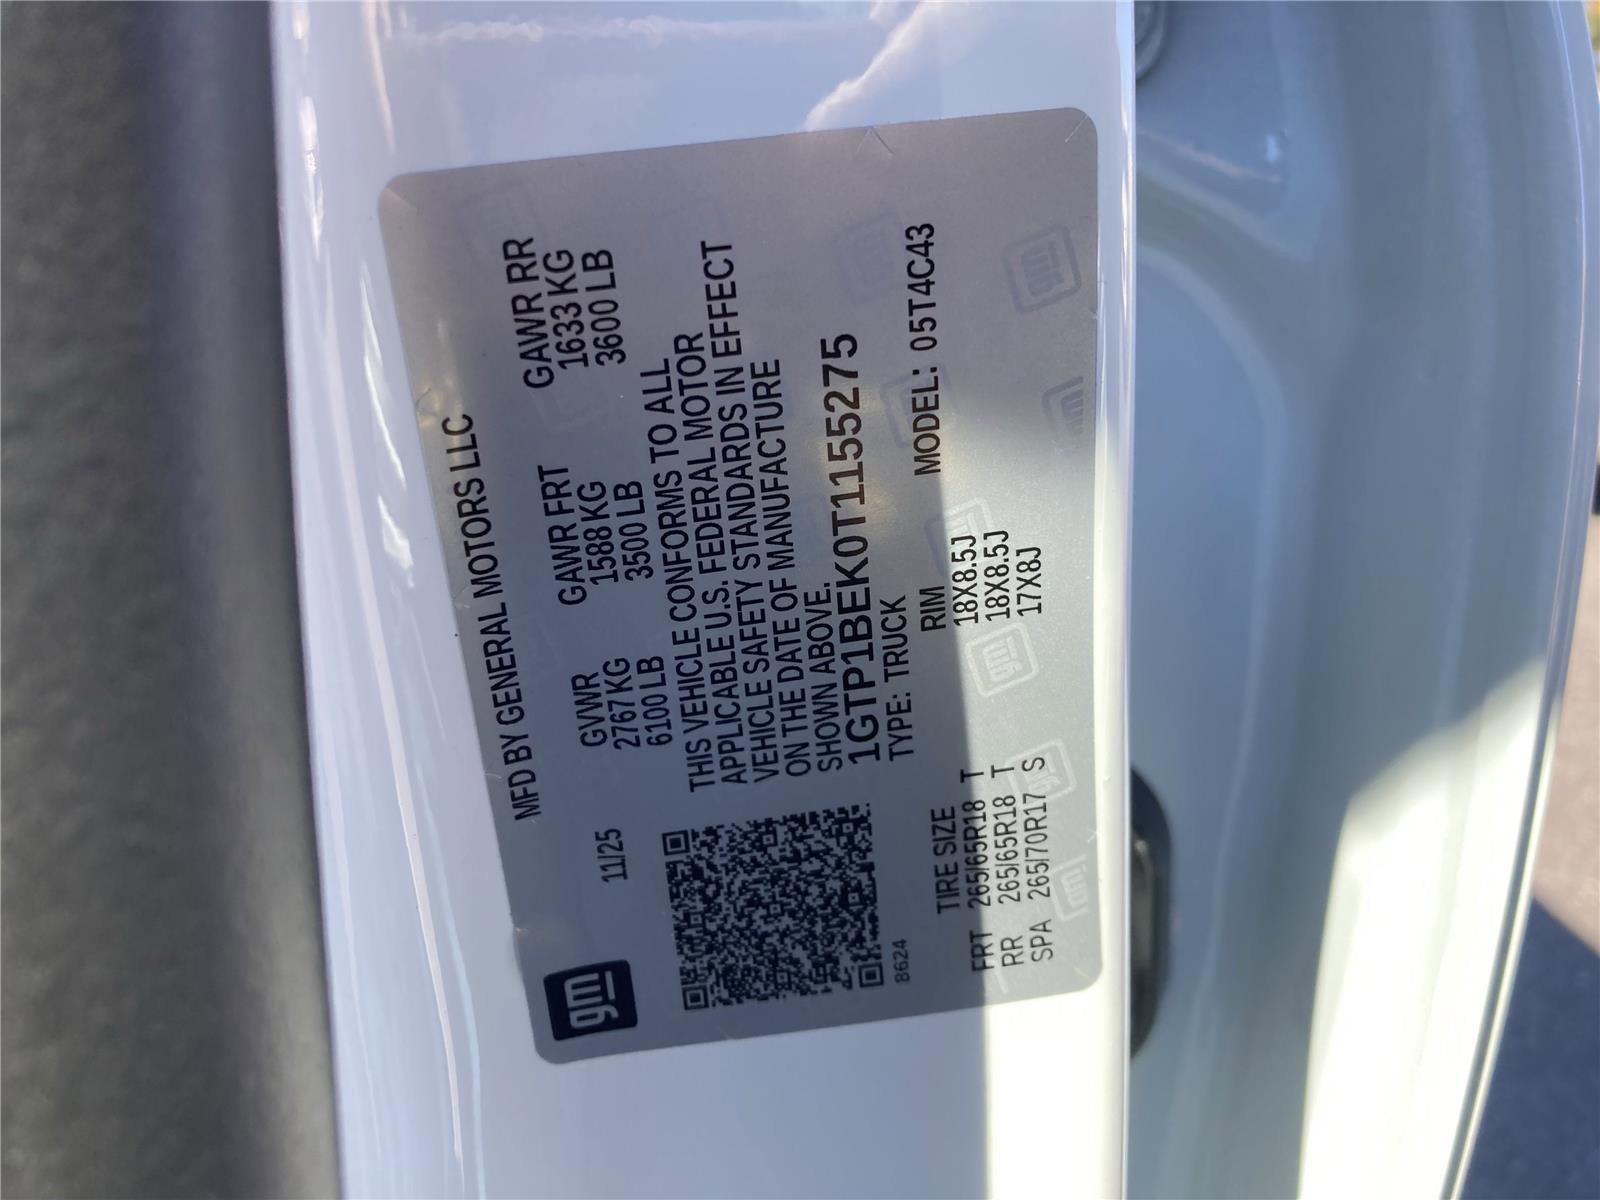 gm
11/25
MFD BY GENERAL MOTORS LLC
GVWR GAWR FRT GAWR RR
2767 KG 1588 KG 1633 KG
6100 LB 3500 LB 3600 LB
THIS VEHICLE CONFORMS TO ALL
APPLICABLE U.S. FEDERAL MOTOR
VEHICLE SAFETY STANDARDS IN EFFECT
ON THE DATE OF MANUFACTURE
SHOWN ABOVE.
1GTP1BEK0T1155275
TYPE: TRUCK MODEL: 05T4C43
8624
TIRE SIZE RIM
FRT 265/65R18 T 18X8.5J
RR 265/65R18 T 18X8.5J
SPA 265/70R17 S 17X8J